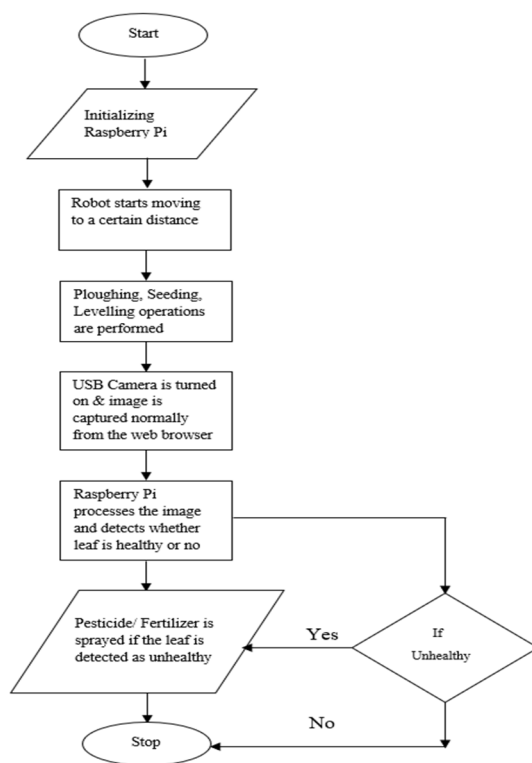 Start
Initializing
Raspberry Pi
Robot starts moving
to a certain distance
Ploughing, Seeding,
Levelling operations
are performed
USB Camera is turned
on & image is
captured normally
from the web browser
Raspberry Pi
processes the image
and detects whether
leaf is healthy or no
Pesticide/ Fertilizer is
sprayed if the leaf is
detected as unhealthy
Yes
If
Unhealthy
No
Stop